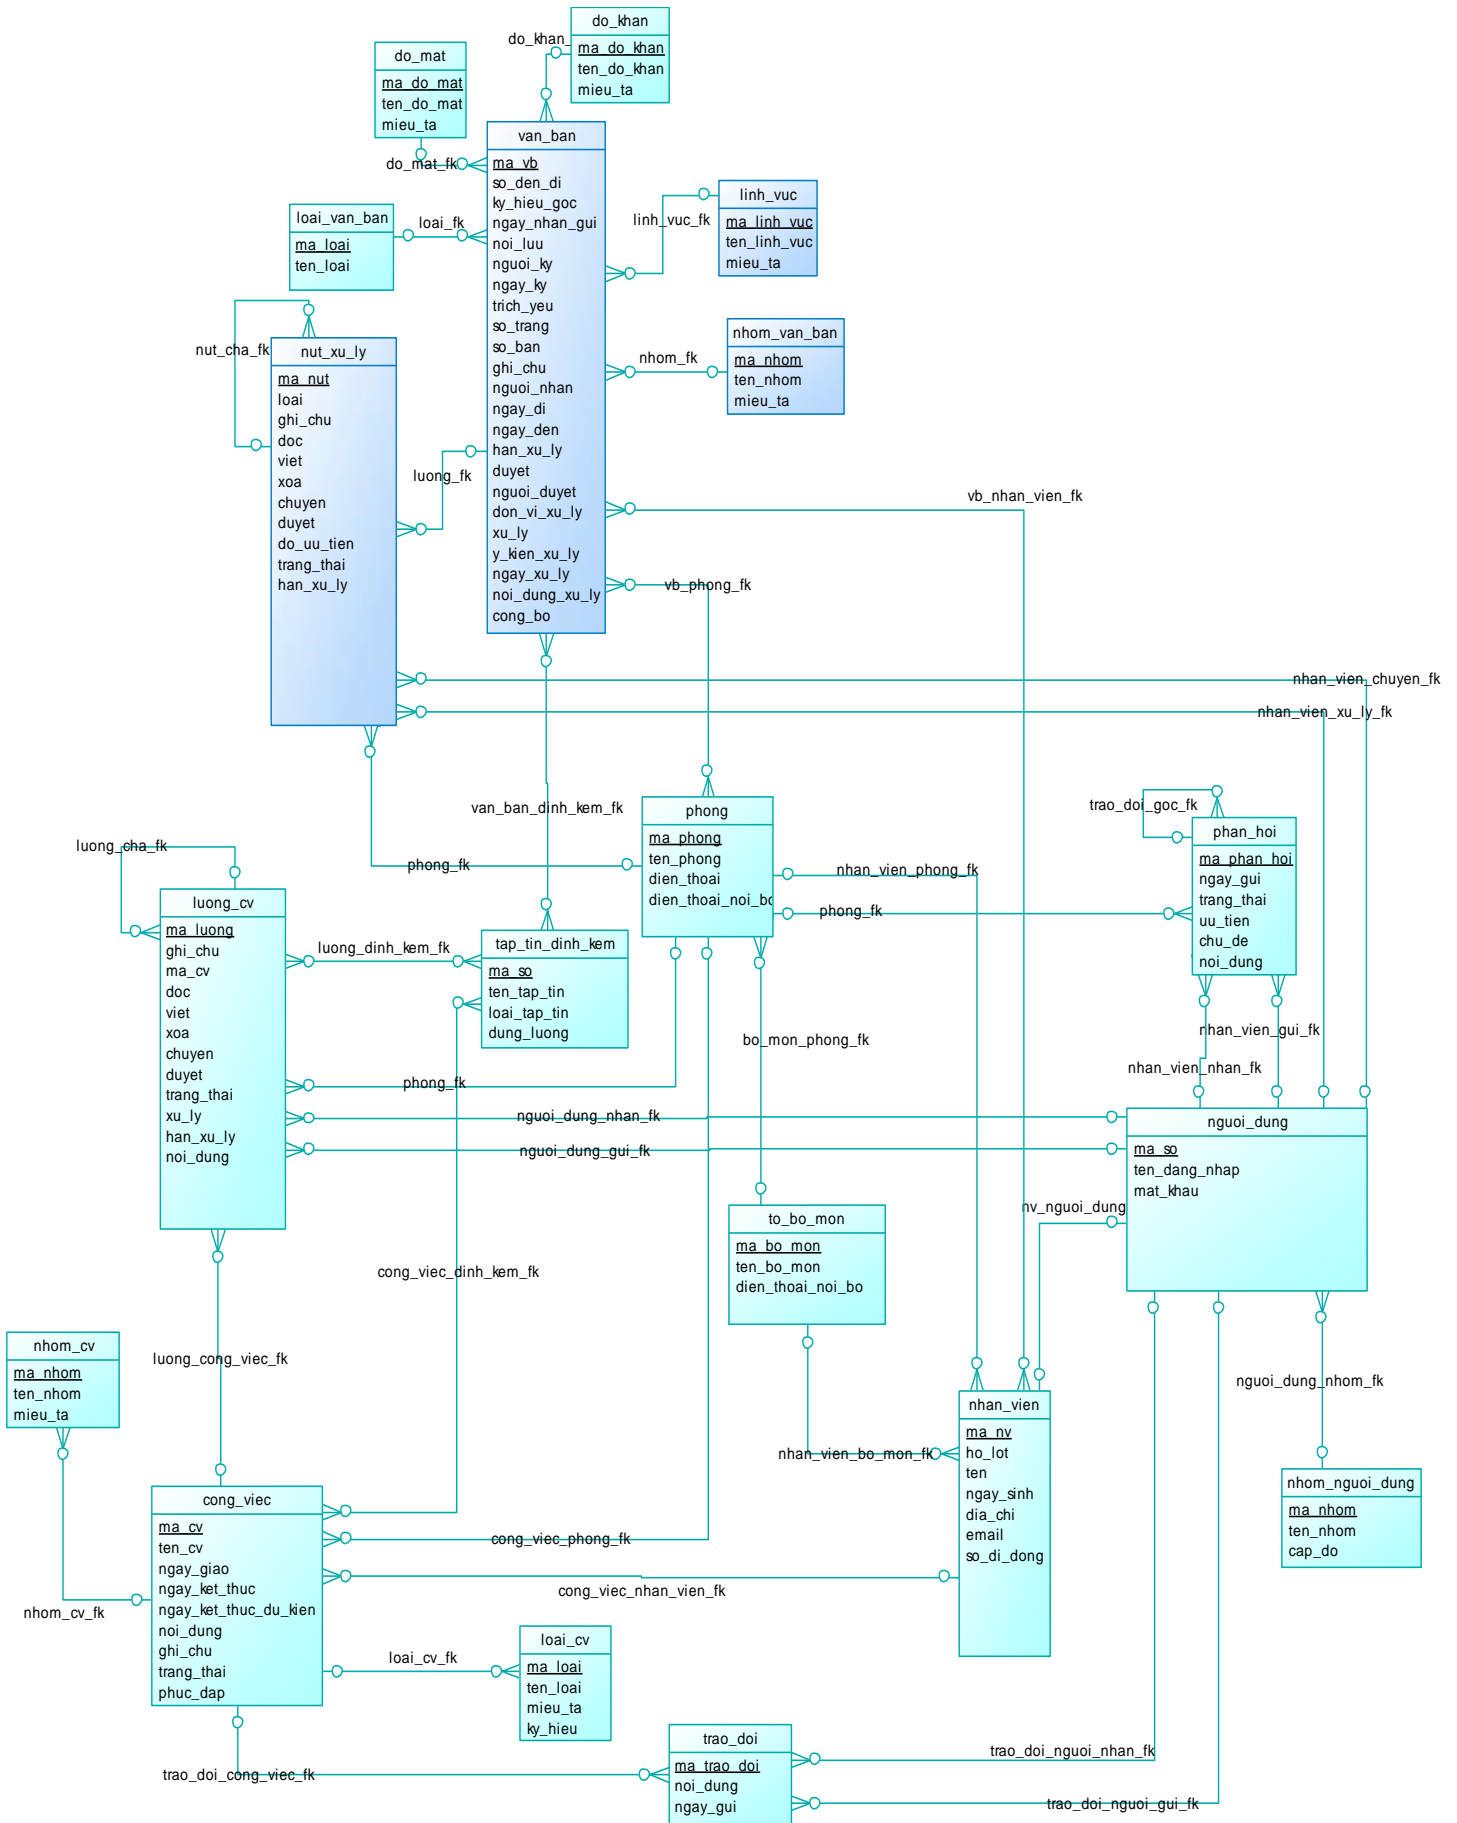 do_khan
ma_do_khan
ten_do_khan
mieu_ta
do_khan_
do_mat
ma_do_mat
ten_do_mat
mieu_ta
do_mat_fk
van_ban
ma_vb
so_den_di
ky_hieu_goc
ngay_nhan_gui
noi_luu
nguoi_ky
ngay_ky
trich_yeu
so_trang
so_ban
ghi_chu
nguoi_nhan
ngay_di
ngay_den
han_xu_ly
duyet
nguoi_duyet
don_vi_xu_ly
xu_ly
y_kien_xu_ly
ngay_xu_ly
noi_dung_xu_ly
cong_bo
linh_vuc
ma_linh_vuc
ten_linh_vuc
mieu_ta
linh_vuc_fk
loai_van_ban
ma_loai
ten_loai
loai_fk
nhom_van_ban
ma_nhom
ten_nhom
mieu_ta
nhom_fk
nut_cha_fk
nut_xu_ly
ma_nut
loai
ghi_chu
doc
viet
xoa
chuyen
duyet
do_uu_tien
trang_thai
han_xu_ly
luong_fk
vb_nhan_vien_fk
vb_phong_fk
nhan_vien_chuyen_fk
nhan_vien_xu_ly_fk
van_ban_dinh_kem_fk
phong_fk
phong
ma_phong
ten_phong
dien_thoai
dien_thoai_noi_bo
nhan_vien_phong_fk
phong_fk
trao_doi_goc_fk
phan_hoi
ma_phan_hoi
ngay_gui
trang_thai
uu_tien
chu_de
noi_dung
luong_cha_fk
luong_cv
ma_luong
ghi_chu
ma_cv
doc
viet
xoa
chuyen
duyet
trang_thai
xu_ly
han_xu_ly
noi_dung
luong_dinh_kem_fk
tap_tin_dinh_kem
ma_so
ten_tap_tin
loai_tap_tin
dung_luong
bo_mon_phong_fk
nhan_vien_gui_fk
nhan_vien_nhan_fk
phong_fk
nguoi_dung_nhan_fk
nguoi_dung_gui_fk
nguoi_dung
ma_so
ten_dang_nhap
mat_khau
nv_nguoi_dung
to_bo_mon
ma_bo_mon
ten_bo_mon
dien_thoai_noi_bo
cong_viec_dinh_kem_fk
nhom_cv
ma_nhom
ten_nhom
mieu_ta
luong_cong_viec_fk
nguoi_dung_nhom_fk
nhan_vien
ma_nv
ho_lot
ten
ngay_sinh
dia_chi
email
so_di_dong
nhan_vien_bo_mon_fk
nhom_nguoi_dung
ma_nhom
ten_nhom
cap_do
cong_viec
ma_cv
ten_cv
ngay_giao
ngay_ket_thuc
ngay_ket_thuc_du_kien
noi_dung
ghi_chu
trang_thai
phuc_dap
cong_viec_phong_fk
cong_viec_nhan_vien_fk
nhom_cv_fk
loai_cv_fk
loai_cv
ma_loai
ten_loai
mieu_ta
ky_hieu
trao_doi
ma_trao_doi
noi_dung
ngay_gui
trao_doi_cong_viec_fk
trao_doi_nguoi_nhan_fk
trao_doi_nguoi_gui_fk